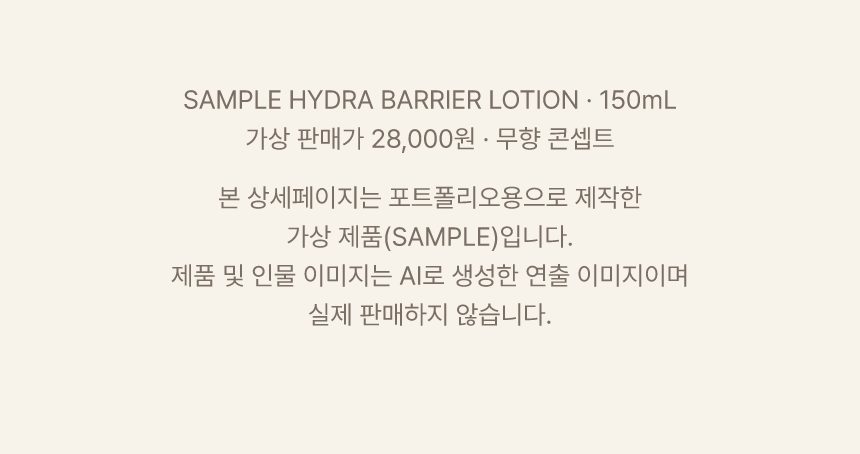 SAMPLE HYDRA BARRIER LOTION · 150mL
가상 판매가 28,000원 · 무향 콘셉트
본 상세페이지는 포트폴리오용으로 제작한
가상 제품(SAMPLE)입니다.
제품 및 인물 이미지는 AI로 생성한 연출 이미지이며
실제 판매하지 않습니다.